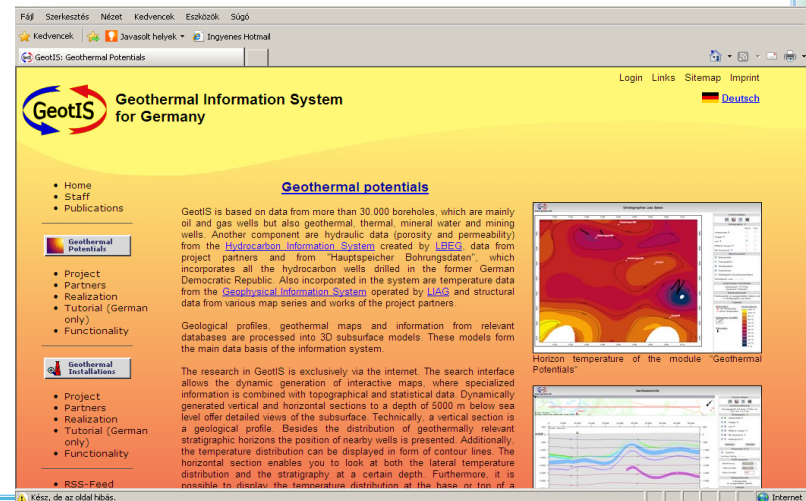 Fájl Szerkesztés Nézet Kedvencek Eszközök Súgó
Kedvencek Javasolt helyek Ingyenes Hotmail
GeotIS: Geothermal Potentials
Login Links Sitemap Imprint
Deutsch
GeotIS
Geothermal Information System
for Germany
Home
Staff
Publications
Geothermal
Potentials
Project
Partners
Realization
Tutorial (German
only)
Functionality
Geothermal
Installations
Project
Partners
Realization
Tutorial (German
only)
Functionality
RSS-Feed
Geothermal potentials
GeotIS is based on data from more than 30.000 boreholes, which are mainly
oil and gas wells but also geothermal, thermal, mineral water and mining
wells. Another component are hydraulic data (porosity and permeability)
from the Hydrocarbon Information System created by LBEG, data from
project partners and from "Hauptspeicher Bohrungsdaten", which
incorporates all the hydrocarbon wells drilled in the former German
Democratic Republic. Also incorporated in the system are temperature data
from the Geophysical Information System operated by LIAG and structural
data from various map series and works of the project partners.
Geological profiles, geothermal maps and information from relevant
databases are processed into 3D subsurface models. These models form
the main data basis of the information system.
The research in GeotIS is exclusively via the internet. The search interface
allows the dynamic generation of interactive maps, where specialized
information is combined with topographical and statistical data. Dynamically
generated vertical and horizontal sections to a depth of 5000 m below sea
level offer detailed views of the subsurface. Technically, a vertical section is
a geological profile. Besides the distribution of geothermally relevant
stratigraphic horizons the position of nearby wells is presented. Additionally,
the temperature distribution can be displayed in form of contour lines. The
horizontal section enables you to look at both the lateral temperature
distribution and the stratigraphy at a certain depth. Furthermore, it is
possible to display the temperature distribution at the base or top of a
Horizon temperature of the module "Geothermal
Potentials"
Kész, de az oldal hibás.
Internet